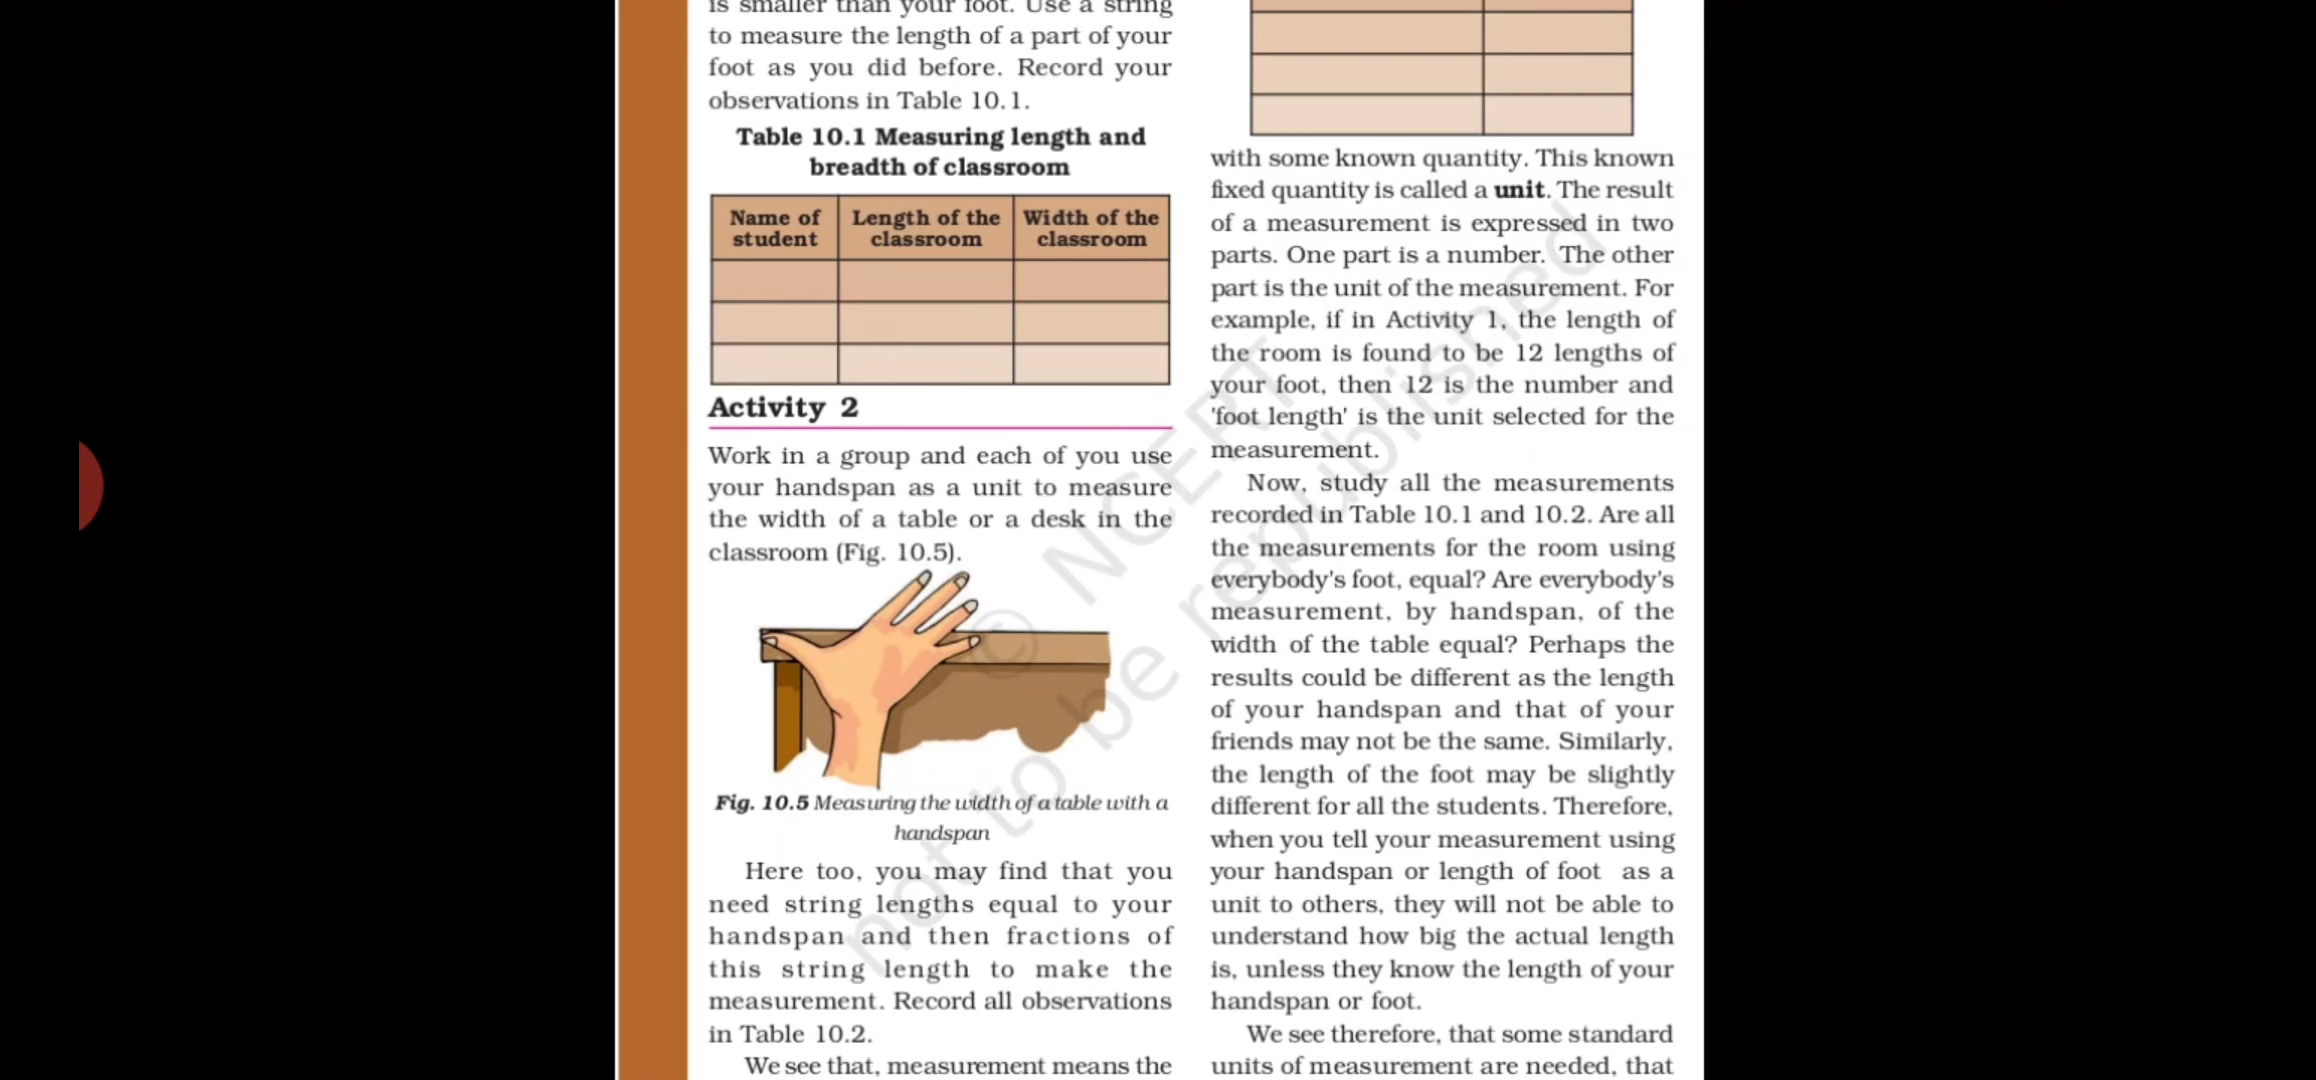 is smaller than your foot. Use a string
to measure the length of a part of your
foot as you did before. Record your
observations in Table 10.1.
Table 10.1 Measuring length and
breadth of classroom
Name of student
Length of the classroom
Width of the classroom
Activity 2
Work in a group and each of you use
your handspan as a unit to measure
the width of a table or a desk in the
classroom (Fig. 10.5).
Fig. 10.5 Measuring the width of a table with a
handspan
Here too, you may find that you
need string lengths equal to your
handspan and then fractions of
this string length to make the
measurement. Record all observations
in Table 10.2.
We see that, measurement means the
with some known quantity. This known
fixed quantity is called a unit. The result
of a measurement is expressed in two
parts. One part is a number. The other
part is the unit of the measurement. For
example, if in Activity 1, the length of
the room is found to be 12 lengths of
your foot, then 12 is the number and
'foot length' is the unit selected for the
measurement.
Now, study all the measurements
recorded in Table 10.1 and 10.2. Are all
the measurements for the room using
everybody's foot, equal? Are everybody's
measurement, by handspan, of the
width of the table equal? Perhaps the
results could be different as the length
of your handspan and that of your
friends may not be the same. Similarly,
the length of the foot may be slightly
different for all the students. Therefore,
when you tell your measurement using
your handspan or length of foot as a
unit to others, they will not be able to
understand how big the actual length
is, unless they know the length of your
handspan or foot.
We see therefore, that some standard
units of measurement are needed, that
© NCERT
not to be republished